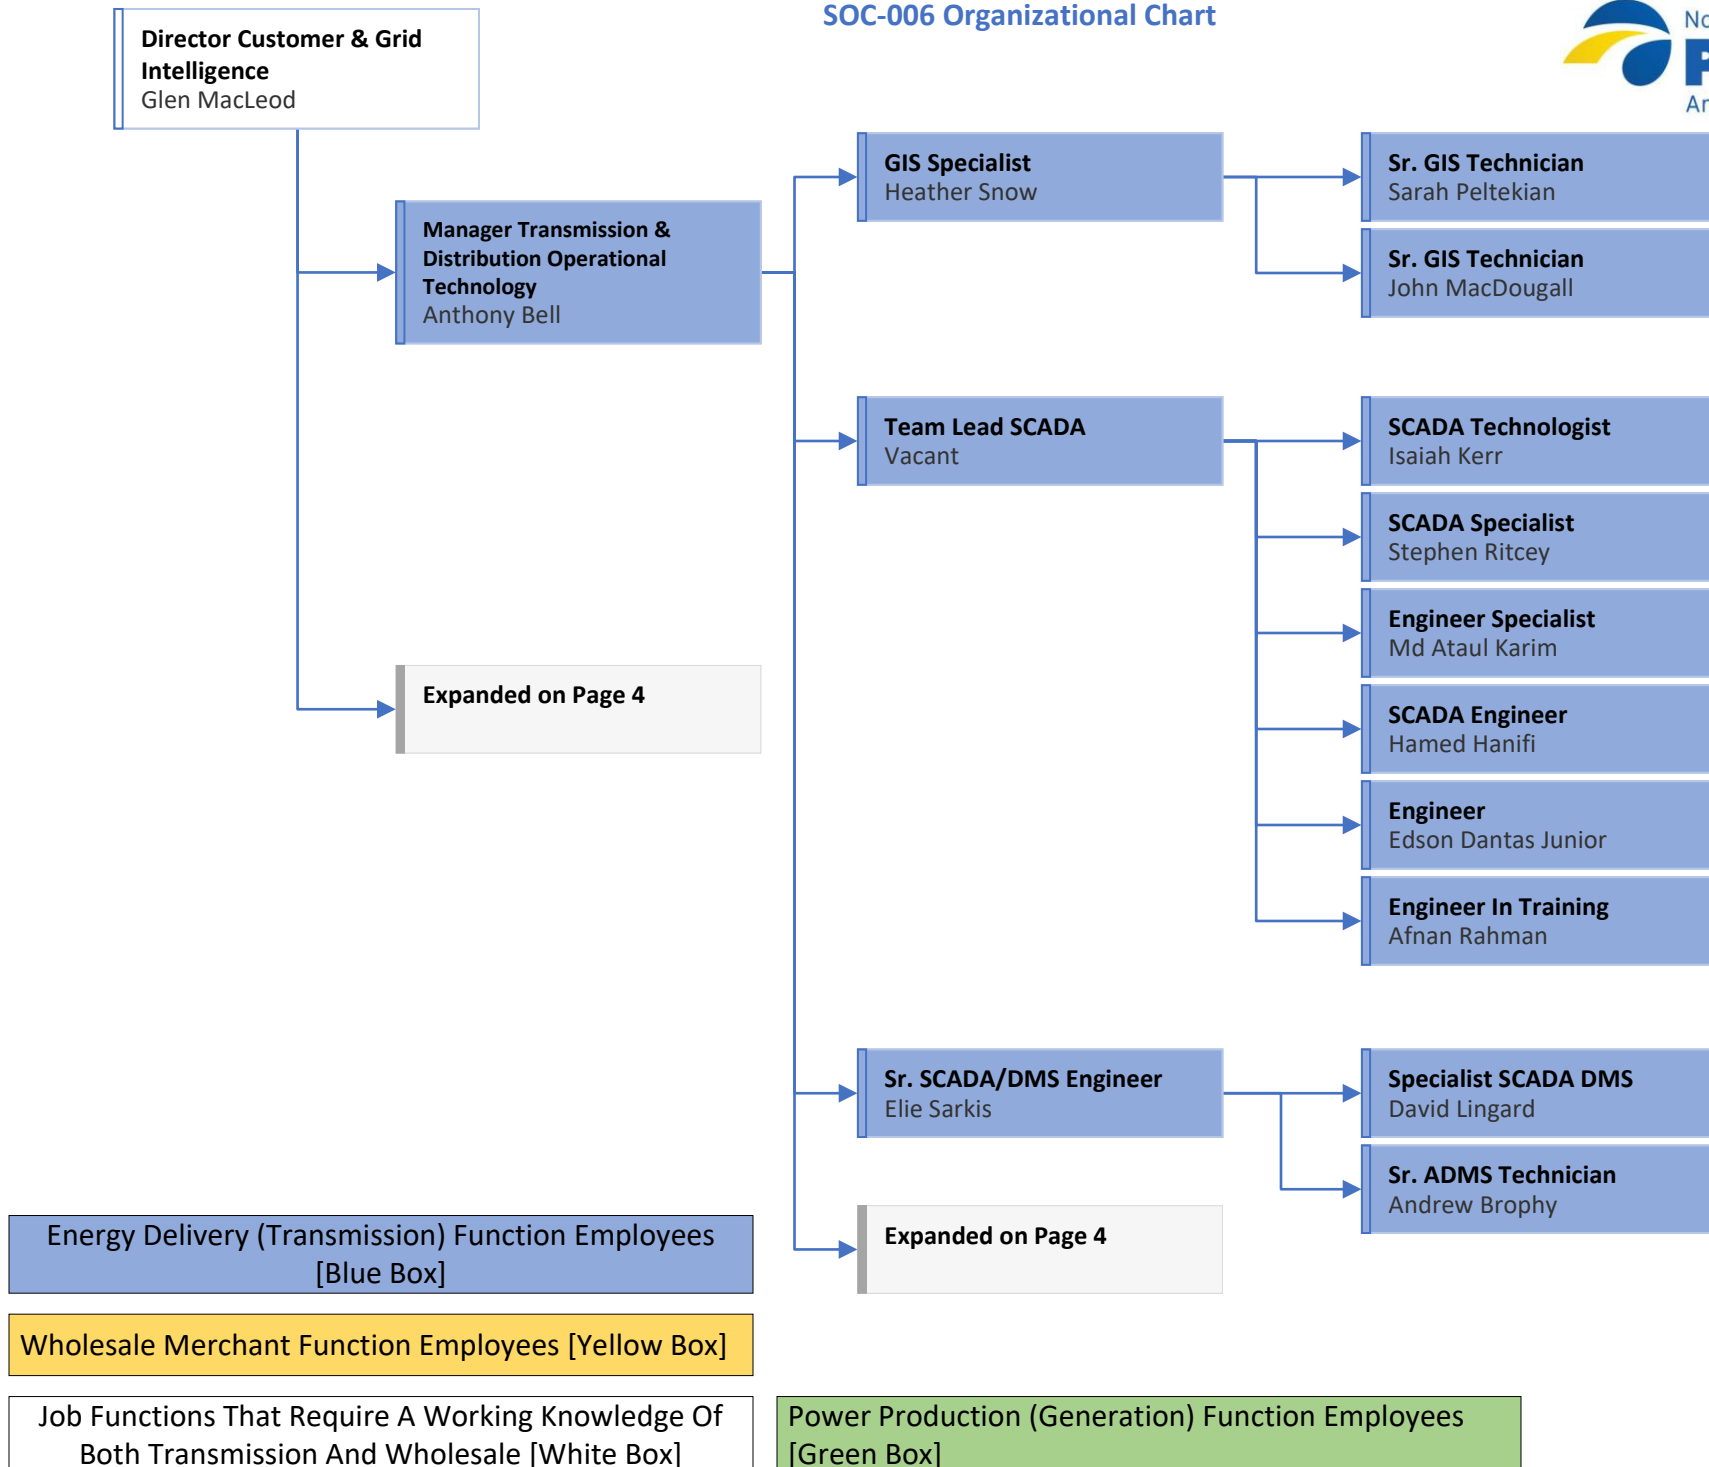 SOC-006 Organizational Chart
Director Customer & Grid
Intelligence
Glen MacLeod
Manager Transmission &
Distribution Operational
Technology
Anthony Bell
Expanded on Page 4
GIS Specialist
Heather Snow
Sr. GIS Technician
Sarah Peltekian
Sr. GIS Technician
John MacDougall
Team Lead SCADA
Vacant
SCADA Technologist
Isaiah Kerr
SCADA Specialist
Stephen Ritcey
Engineer Specialist
Md Ataul Karim
SCADA Engineer
Hamed Hanifi
Engineer
Edson Dantas Junior
Engineer In Training
Afnan Rahman
Sr. SCADA/DMS Engineer
Elie Sarkis
Specialist SCADA DMS
David Lingard
Sr. ADMS Technician
Andrew Brophy
Expanded on Page 4
Energy Delivery (Transmission) Function Employees
[Blue Box]
Wholesale Merchant Function Employees [Yellow Box]
Job Functions That Require A Working Knowledge Of
Both Transmission And Wholesale [White Box]
Power Production (Generation) Function Employees
[Green Box]